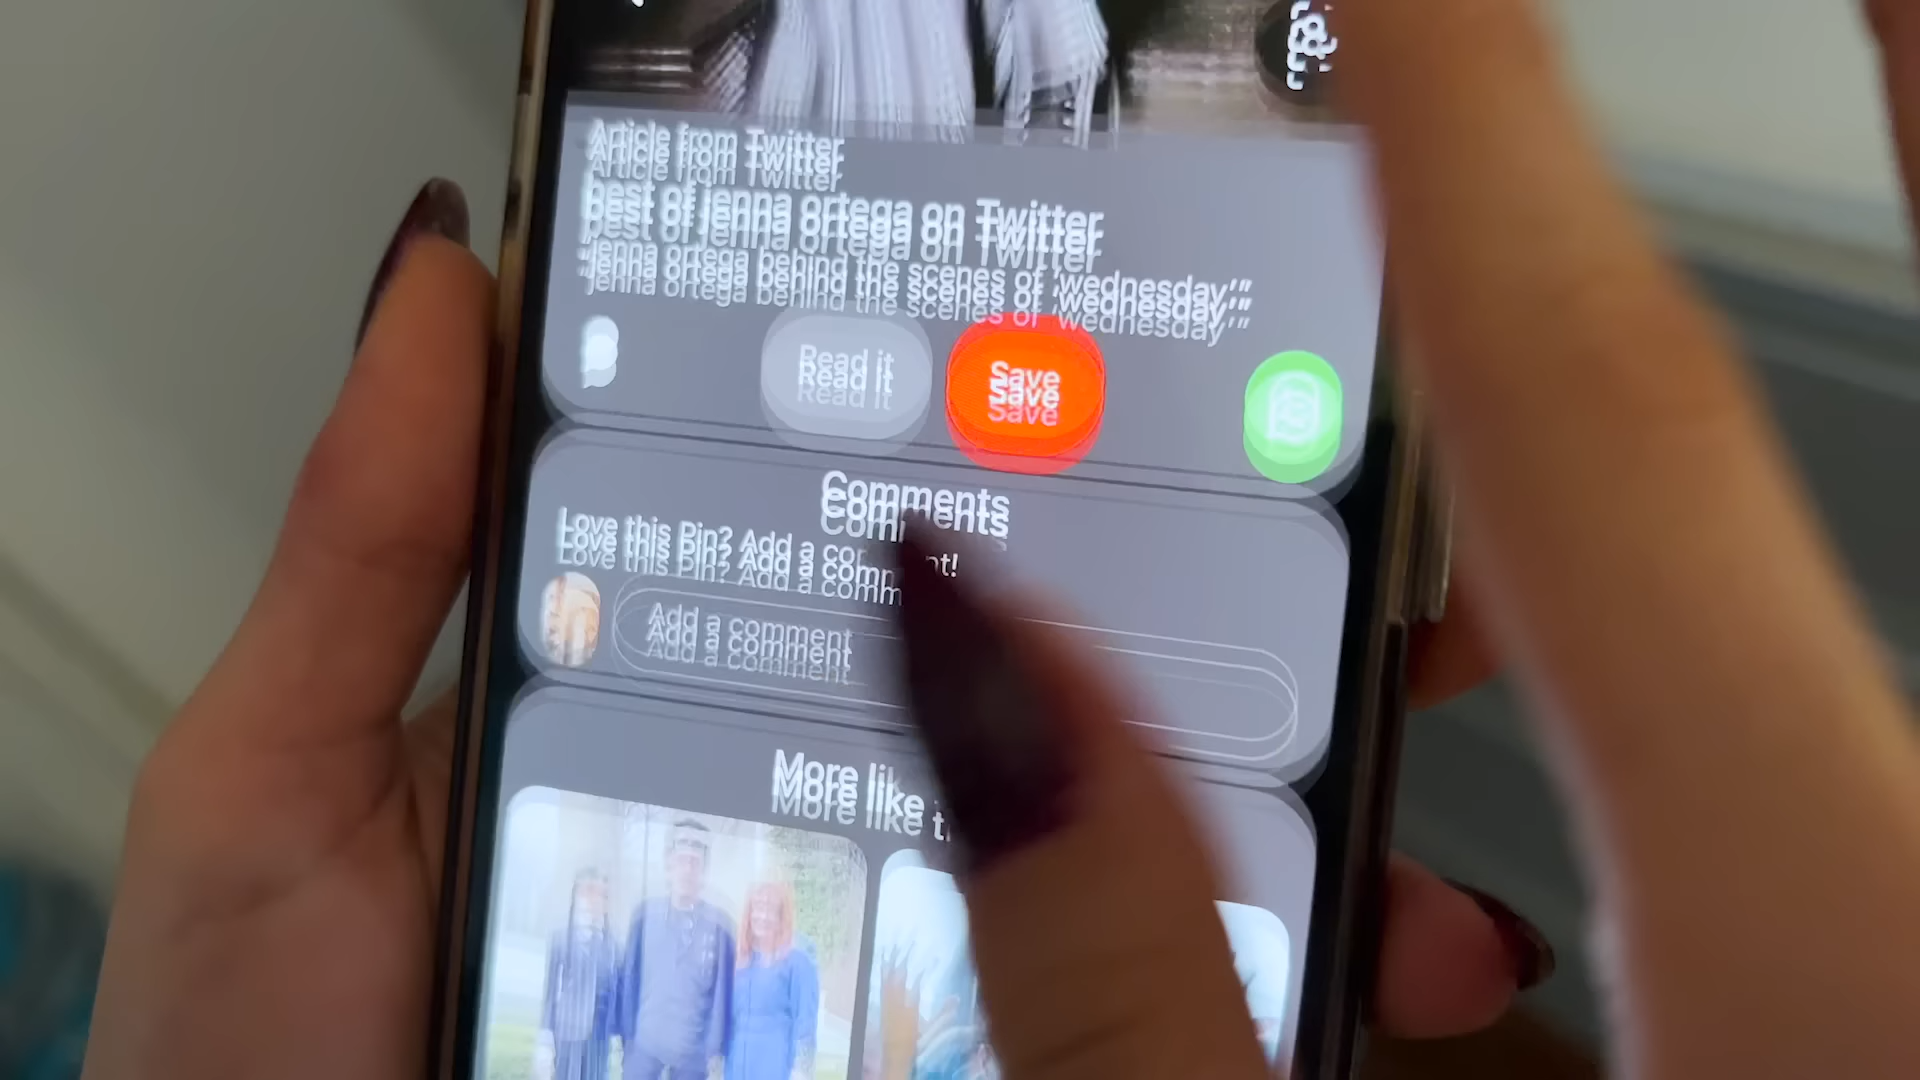 Article from Twitter
best of jenna ortega on Twitter
"jenna ortega behind the scenes of 'wednesday'"
Read it
Save
Comments
Love this Pin? Add a comment!
Add a comment
More like